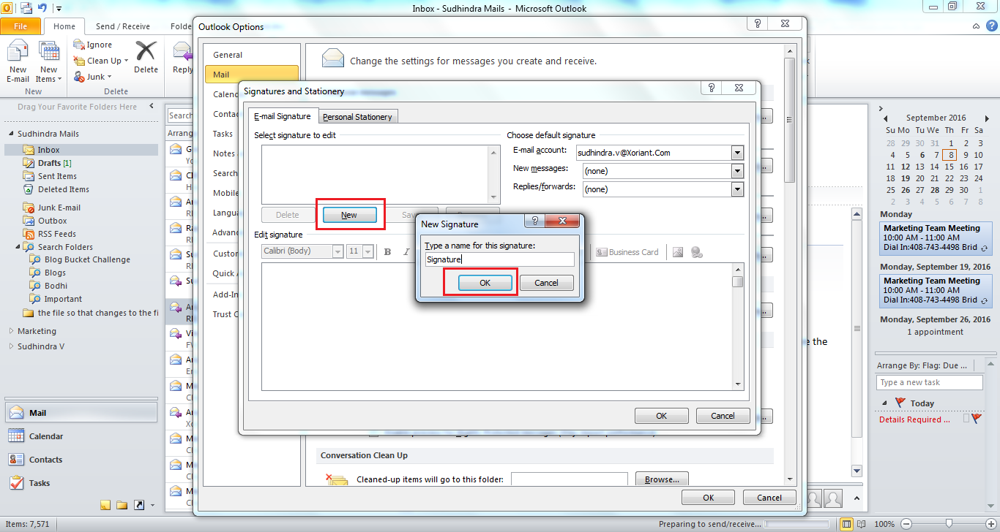 Inbox - Sudhindra Mails - Microsoft Outlook
File
Home
Send / Receive
Folde
New E-mail
New Items
New
Ignore
Clean Up
Junk
Delete
Delete
Reply
Drag Your Favorite Folders Here
Sudhindra Mails
Inbox
Drafts [1]
Sent Items
Deleted Items
Junk E-mail
Outbox
RSS Feeds
Search Folders
Blog Bucket Challenge
Blogs
Bodhi
Important
the file so that changes to the fi
Marketing
Sudhindra V
Mail
Calendar
Contacts
Tasks
Items: 7,571
Search
Arrang
Outlook Options
General
Mail
Calend
Contac
Tasks
Notes
Search
Mobile
Langua
Advan
Custom
Quick
Add-In
Trust C
Change the settings for messages you create and receive.
Signatures and Stationery
E-mail Signature
Personal Stationery
Select signature to edit
Delete
New
Edit signature
Calibri (Body)
11
B
I
Business Card
Choose default signature
E-mail account:
sudhindra.v@Xoriant.Com
New messages:
(none)
Replies/forwards:
(none)
New Signature
Type a name for this signature:
Signature
OK
Cancel
OK
Cancel
Conversation Clean Up
Cleaned-up items will go to this folder:
Browse...
OK
Cancel
e the
September 2016
Su Mo Tu We Th Fr Sa
28 29 30 31 1 2 3
4 5 6 7 8 9 10
11 12 13 14 15 16 17
18 19 20 21 22 23 24
25 26 27 28 29 30 1
2 3 4 5 6 7 8
Monday
Marketing Team Meeting
10:00 AM - 11:00 AM
Dial In:408-743-4498 Brid
Monday, September 19, 2016
Marketing Team Meeting
10:00 AM - 11:00 AM
Dial In:408-743-4498 Brid
Monday, September 26, 2016
1 appointment
Arrange By: Flag: Due ...
Type a new task
Today
Details Required ...
Preparing to send/receive...
100%